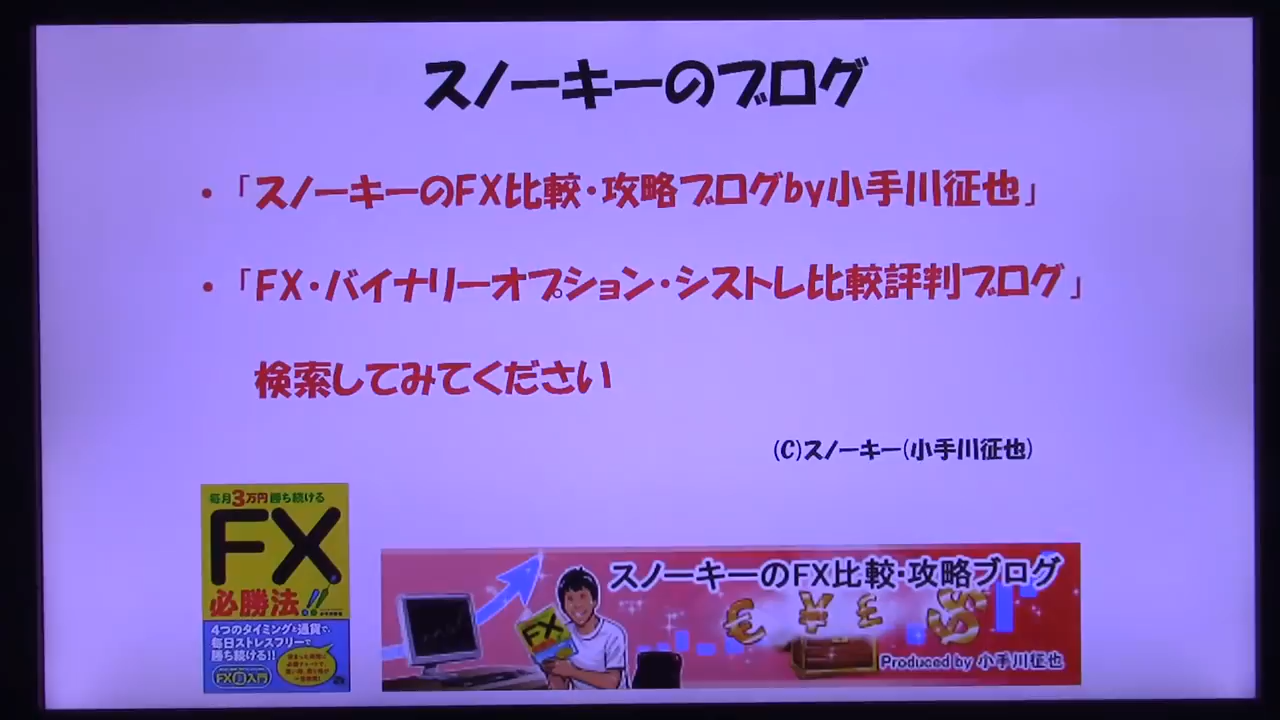 スノーキーのブログ
・「スノーキーのFX比較・攻略ブログby小手川征也」
・「FX・バイナリーオプション・シストレ比較評判ブログ」
検索してみてください
(C)スノーキー(小手川征也)
毎月3万円勝ち続ける
FX
必勝法!!
4つのタイミングと通貨で、
毎日ストレスフリーで
勝ち続ける!!
FX超入門
FX
スノーキーのFX比較・攻略ブログ
Produced by 小手川征也